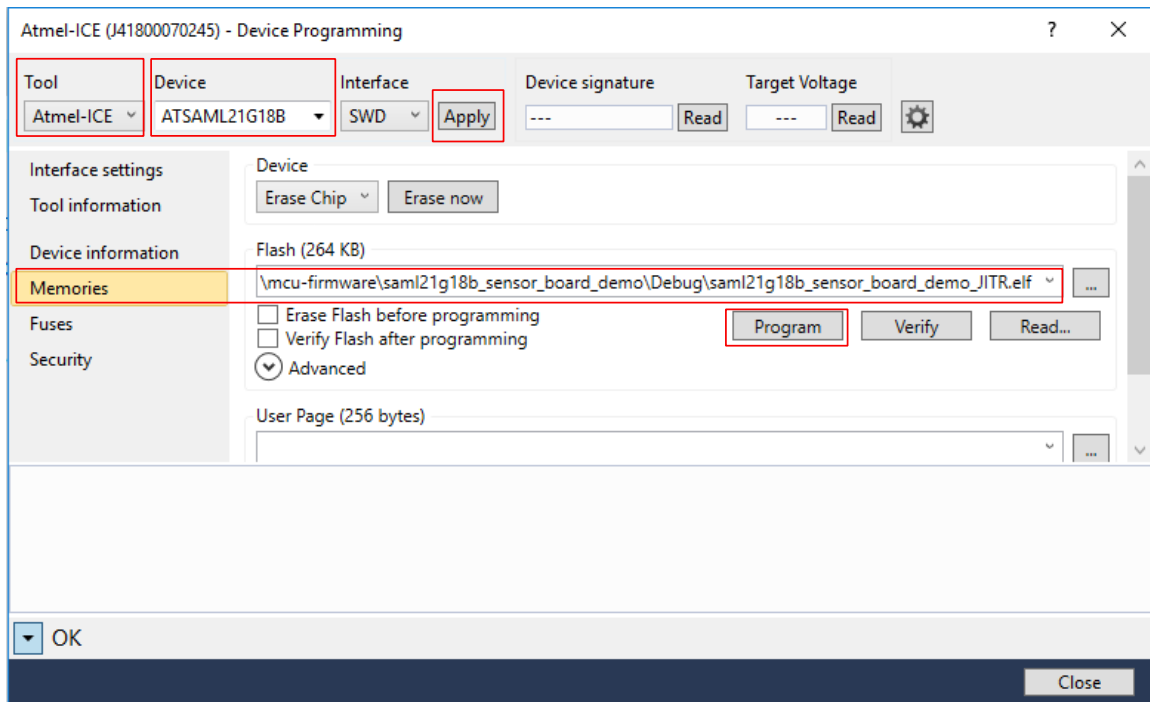 Atmel-ICE (J41800070245) - Device Programming ?
Tool Device Interface Device signature Target Voltage
Atmel-ICE ATSAML21G18B SWD Apply --- Read --- Read
Interface settings
Tool information
Device information
Memories
Fuses
Security
Device
Erase Chip Erase now
Flash (264 KB)
\mcu-firmware\saml21g18b_sensor_board_demo\Debug\saml21g18b_sensor_board_demo_JITR.elf ...
Erase Flash before programming
Verify Flash after programming
Program Verify Read...
Advanced
User Page (256 bytes)
...
OK
Close